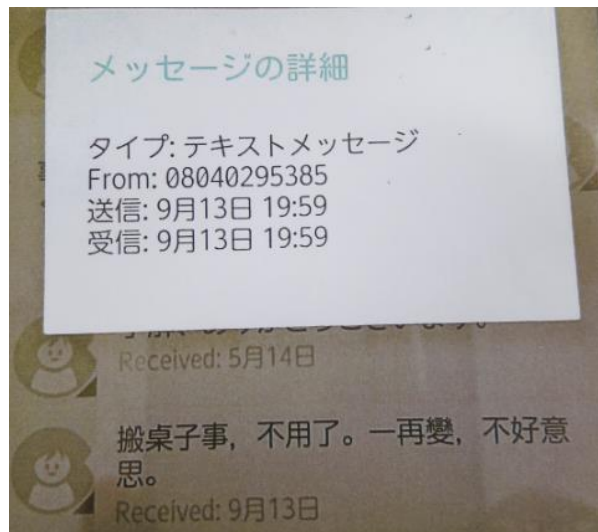 メッセージの詳細
タイプ: テキストメッセージ
From: 08040295385
送信: 9月13日 19:59
受信: 9月13日 19:59
Received: 5月14日
搬桌子事，不用了。一再變，不好意
思。
Received: 9月13日